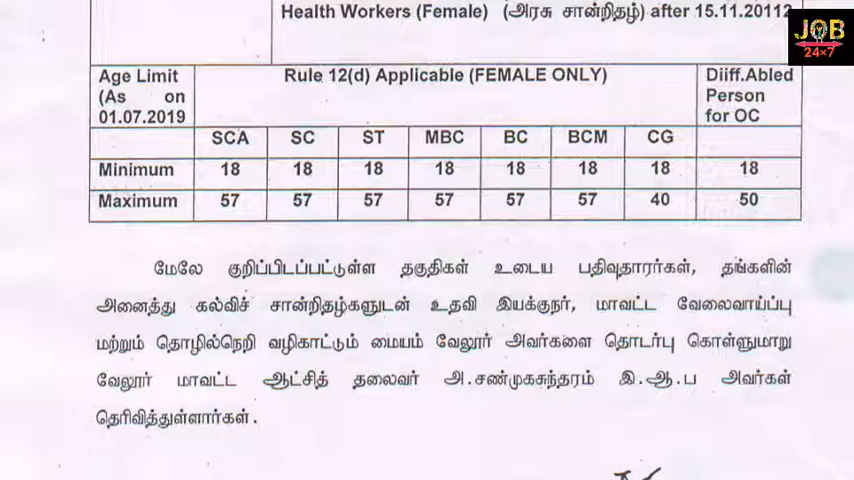 Health Workers (Female) (அரசு சான்றிதழ்) after 15.11.20112
JOB
24×7
Age Limit (As on 01.07.2019
Rule 12(d) Applicable (FEMALE ONLY)
Diiff.Abled Person for OC
SCA SC ST MBC BC BCM CG
Minimum 18 18 18 18 18 18 18 18
Maximum 57 57 57 57 57 57 40 50
மேலே குறிப்பிடப்பட்டுள்ள தகுதிகள் உடைய பதிவுதாரர்கள், தங்களின்
அனைத்து கல்விச் சான்றிதழ்களுடன் உதவி இயக்குநர், மாவட்ட வேலைவாய்ப்பு
மற்றும் தொழில்நெறி வழிகாட்டும் மையம் வேலூர் அவர்களை தொடர்பு கொள்ளுமாறு
வேலூர் மாவட்ட ஆட்சித் தலைவர் அ.சண்முகசுந்தரம் இ.ஆ.ப அவர்கள்
தெரிவித்துள்ளார்கள்.